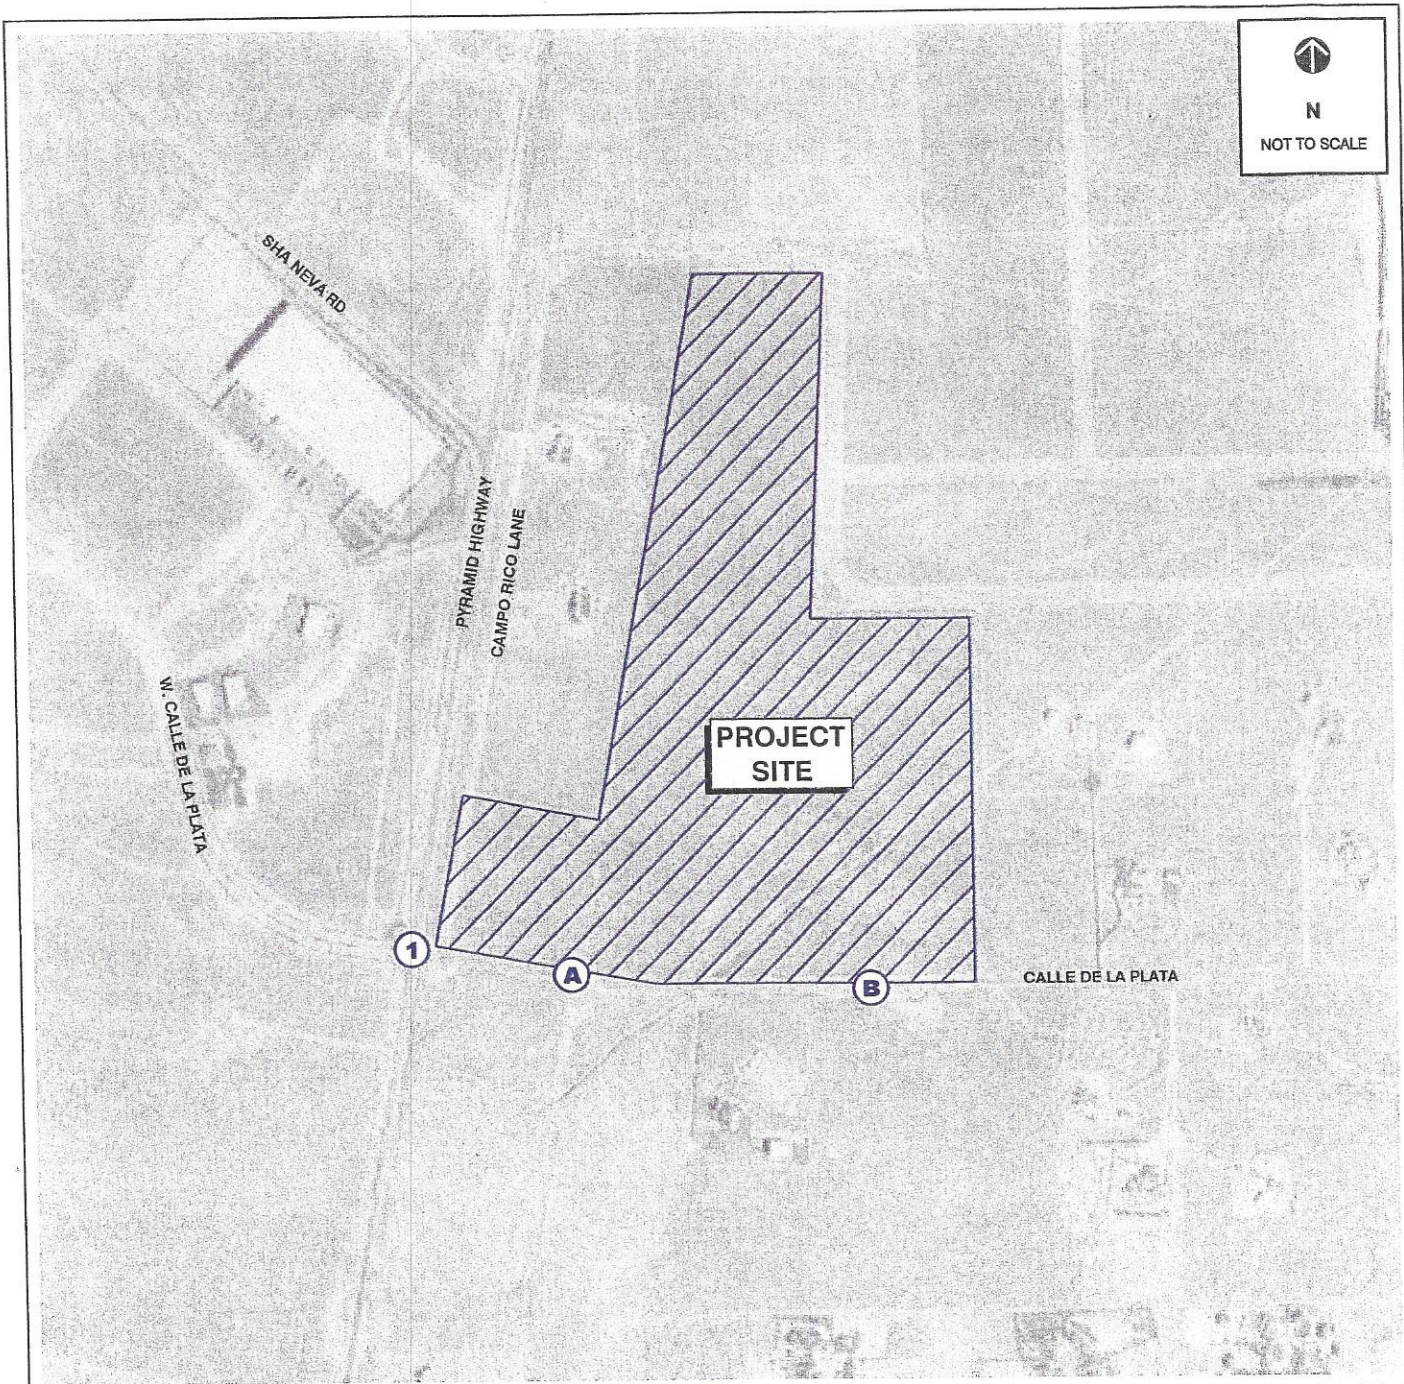 N
NOT TO SCALE
SHA NEVA RD
PYRAMID HIGHWAY
CAMPO RICO LANE
W. CALLE DE LA PLATA
PROJECT
SITE
1
A
B
CALLE DE LA PLATA